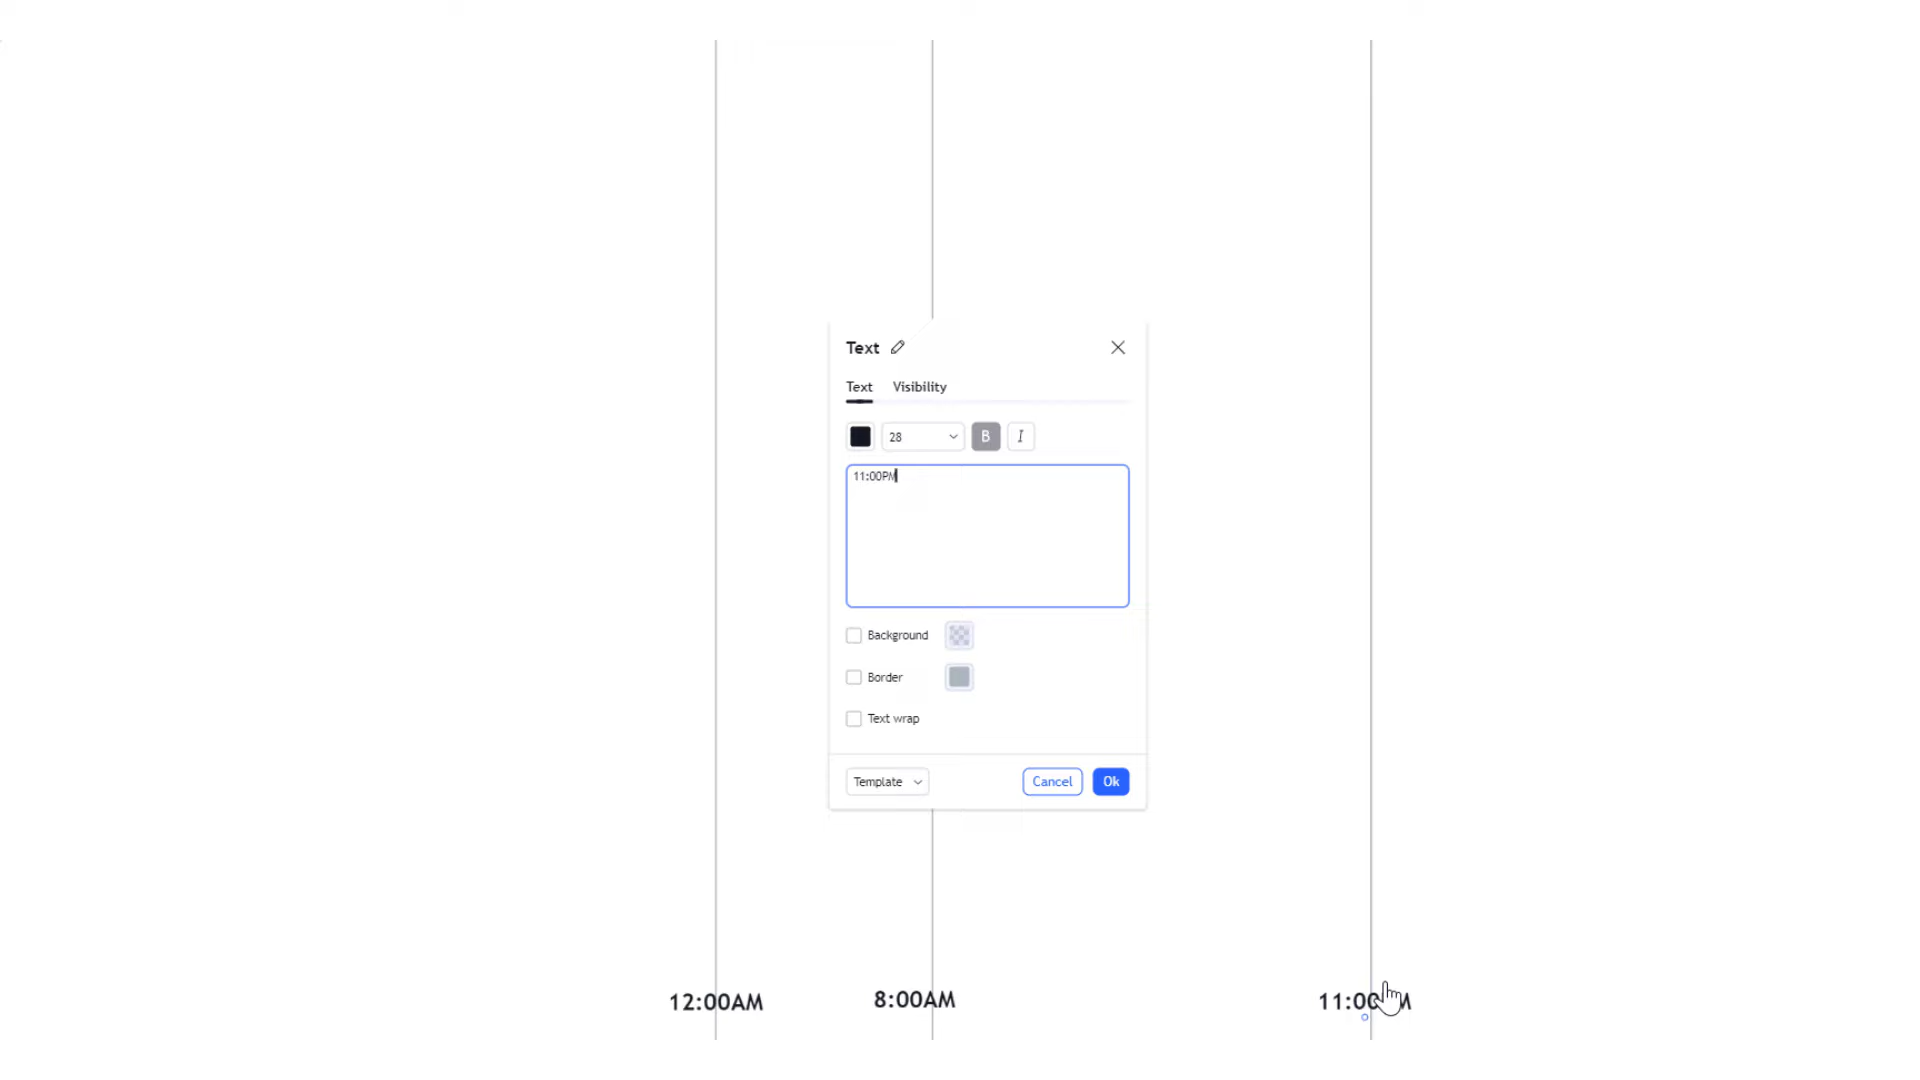 Text
Text Visibility
28 B I
11:00PM
Background
Border
Text wrap
Template Cancel Ok
12:00AM 8:00AM